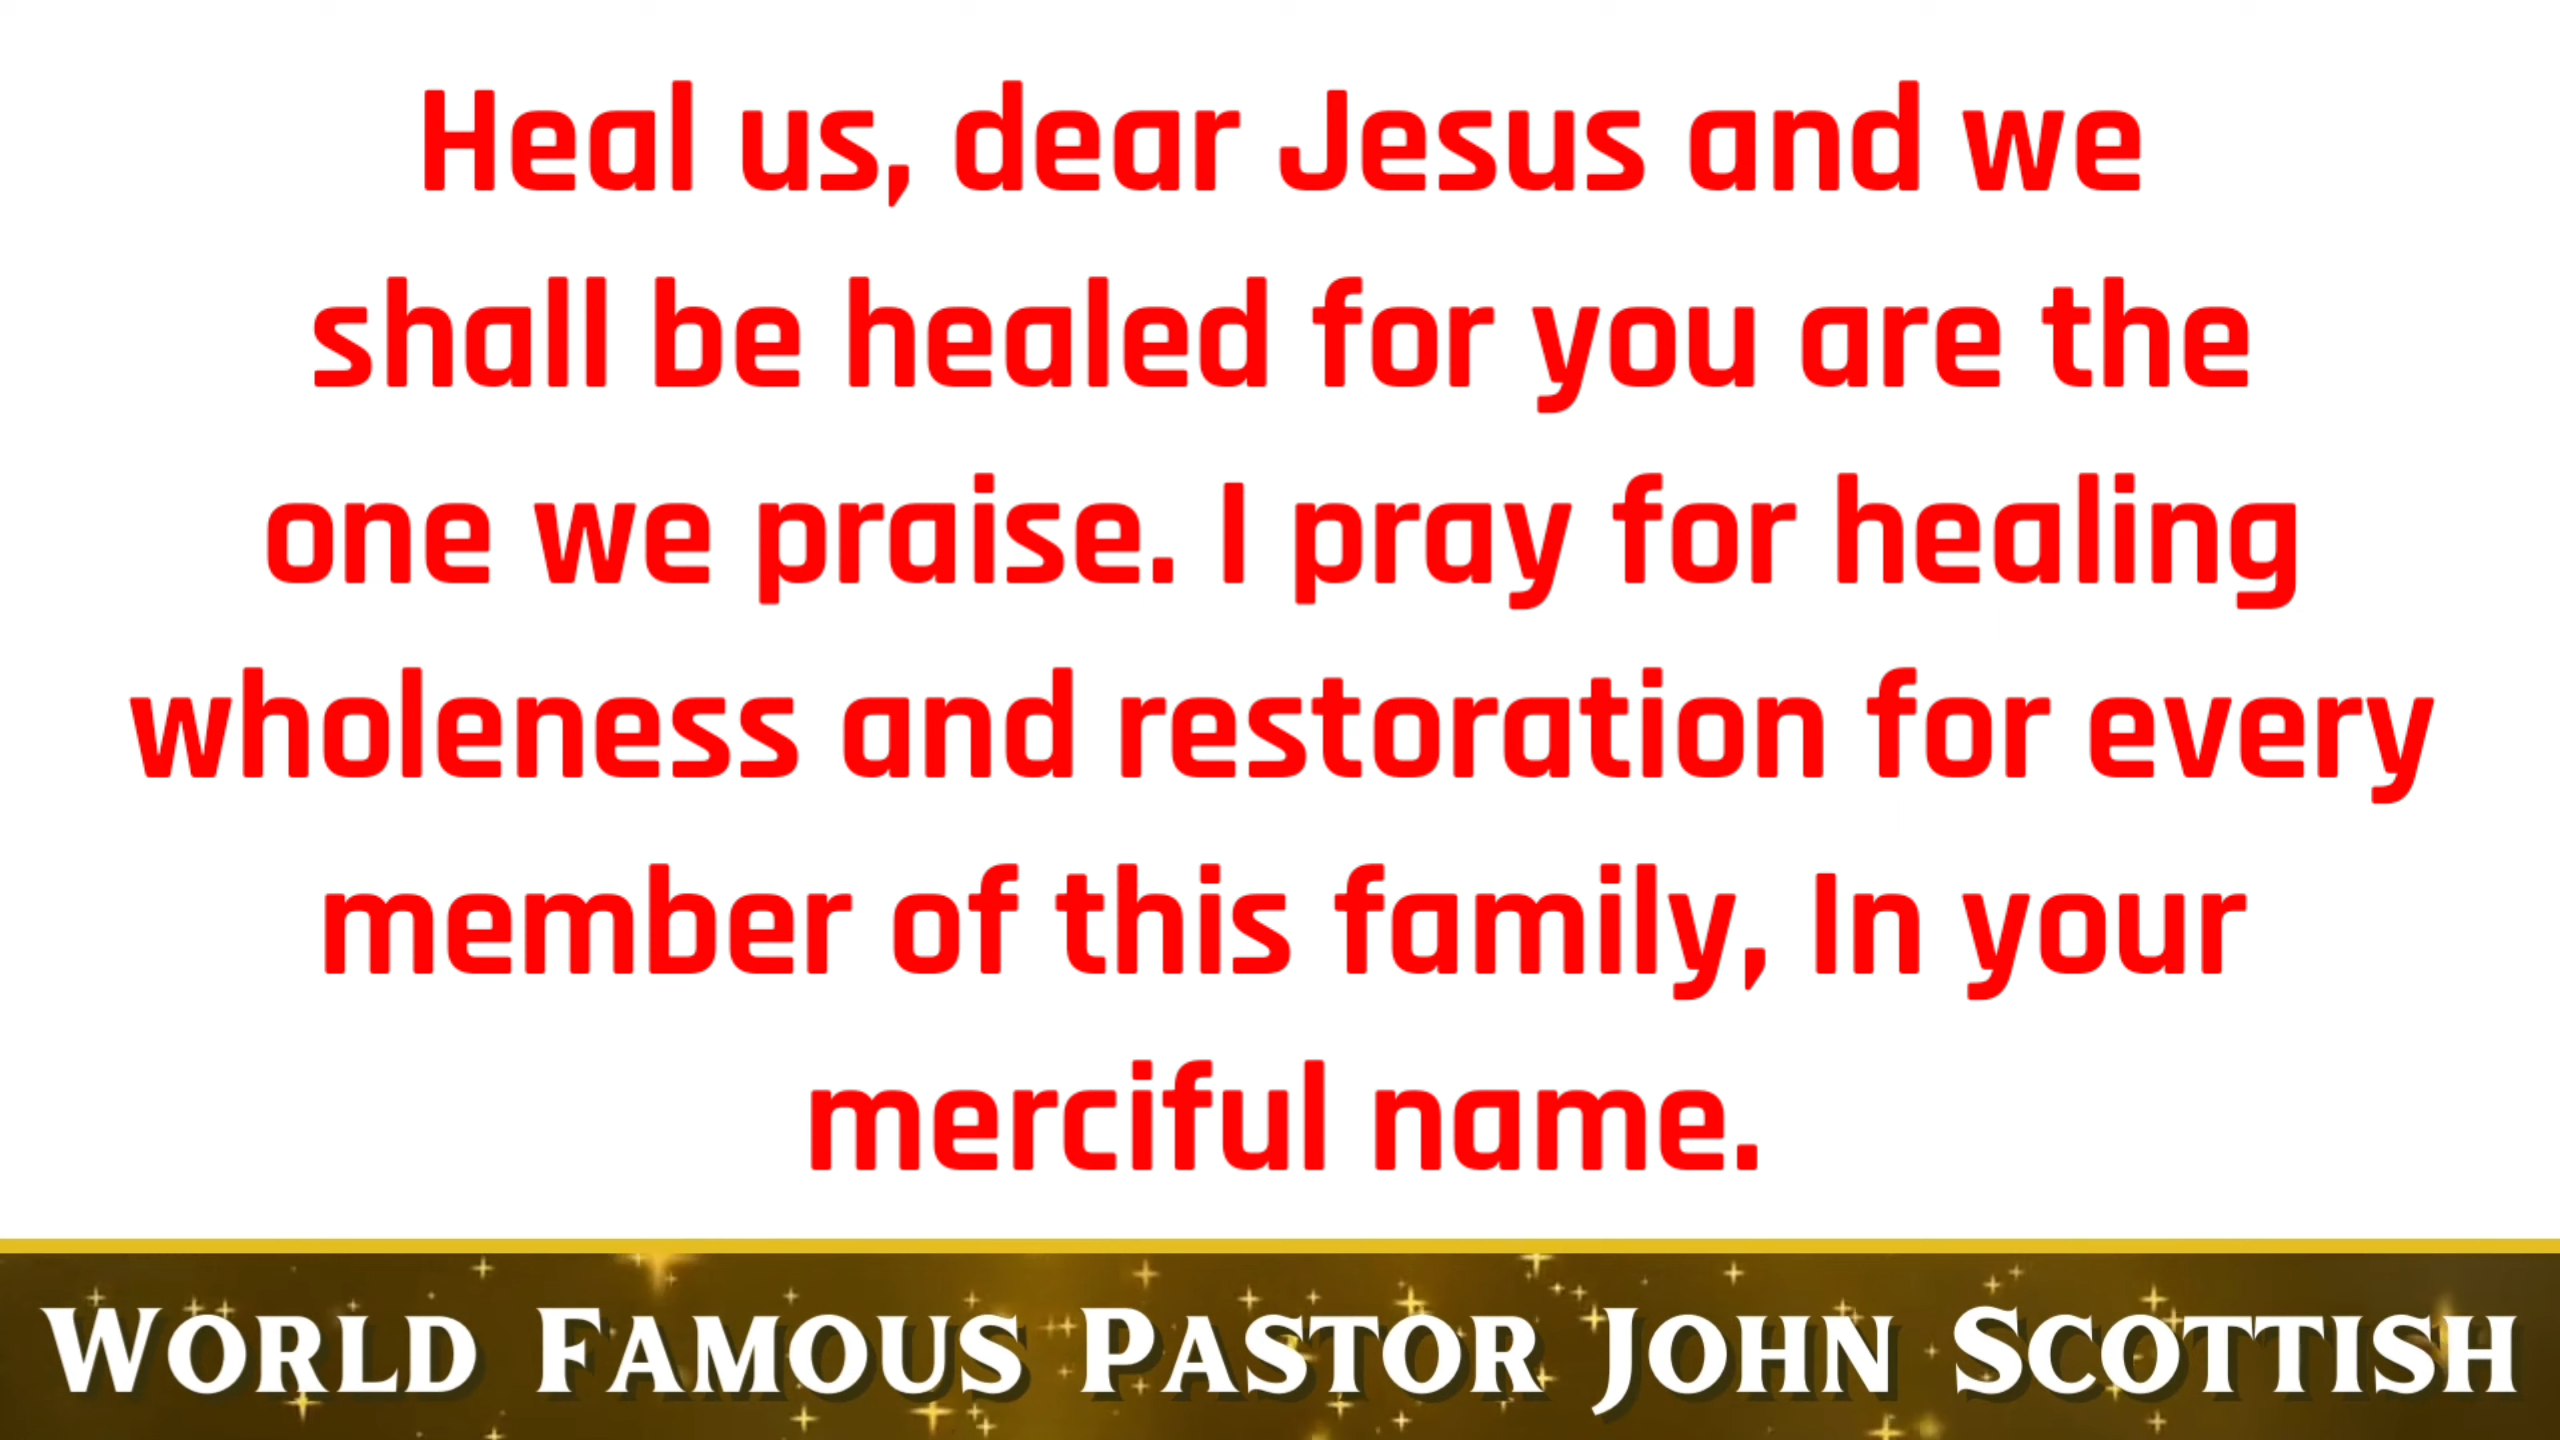 Heal us, dear Jesus and we
shall be healed for you are the
one we praise. I pray for healing
wholeness and restoration for every
member of this family, In your
merciful name.
World Famous Pastor John Scottish